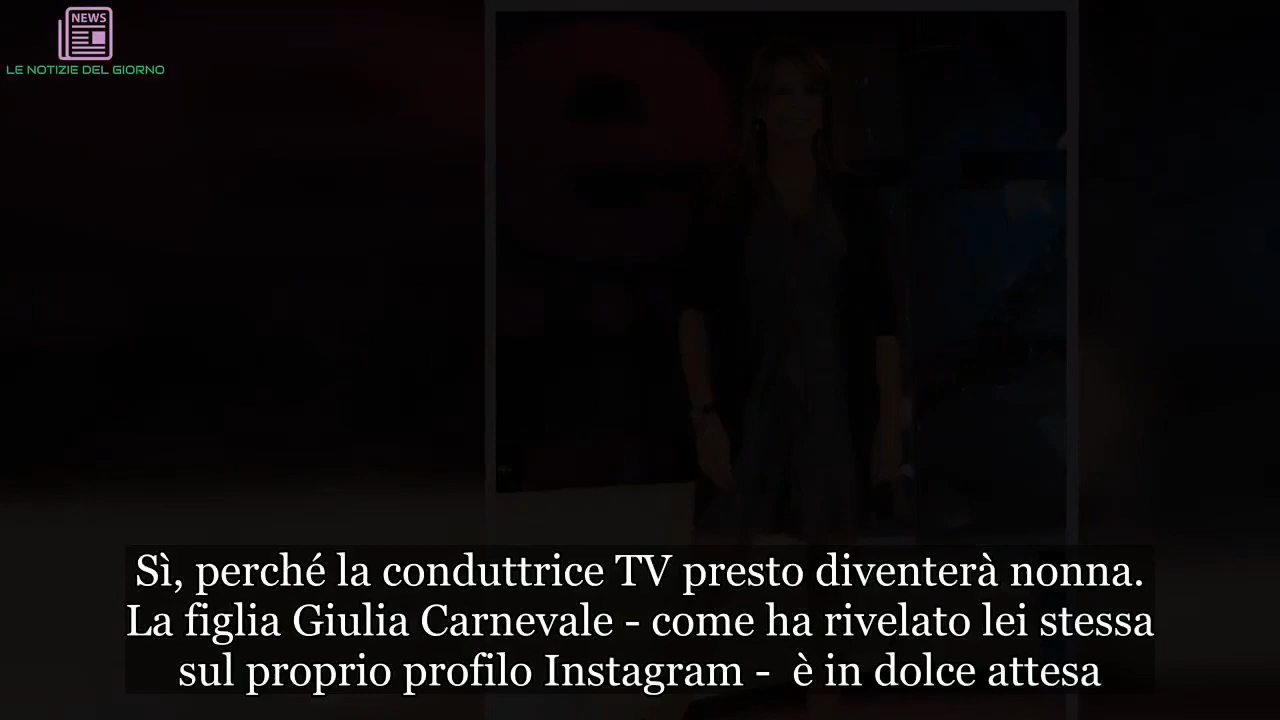 NEWS
LE NOTIZIE DEL GIORNO
Sì, perché la conduttrice TV presto diventerà nonna.
La figlia Giulia Carnevale - come ha rivelato lei stessa
sul proprio profilo Instagram -  è in dolce attesa